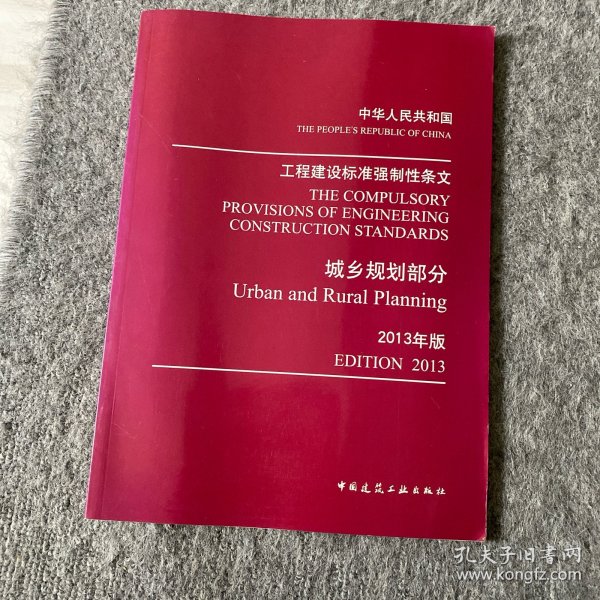 中华人民共和国
THE PEOPLE'S REPUBLIC OF CHINA
工程建设标准强制性条文
THE COMPULSORY
PROVISIONS OF ENGINEERING
CONSTRUCTION STANDARDS
城乡规划部分
Urban and Rural Planning
2013年版
EDITION 2013
中国建筑工业出版社
孔夫子旧书网
www.kongfz.com